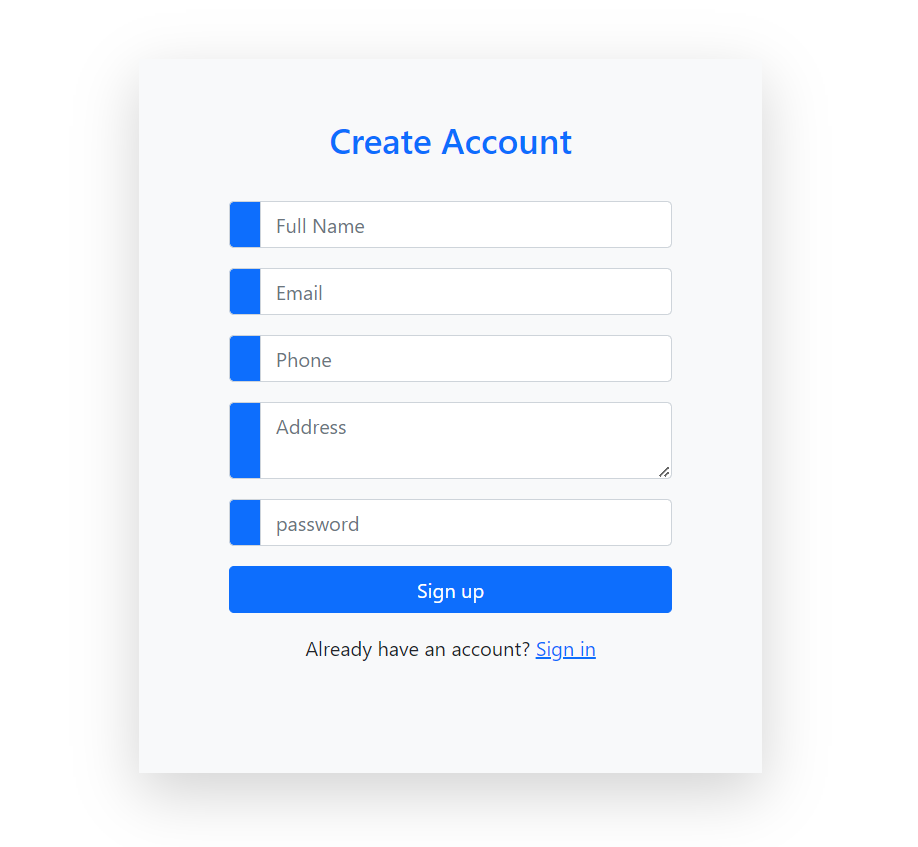 Create Account
Full Name
Email
Phone
Address
password
Sign up
Already have an account? Sign in